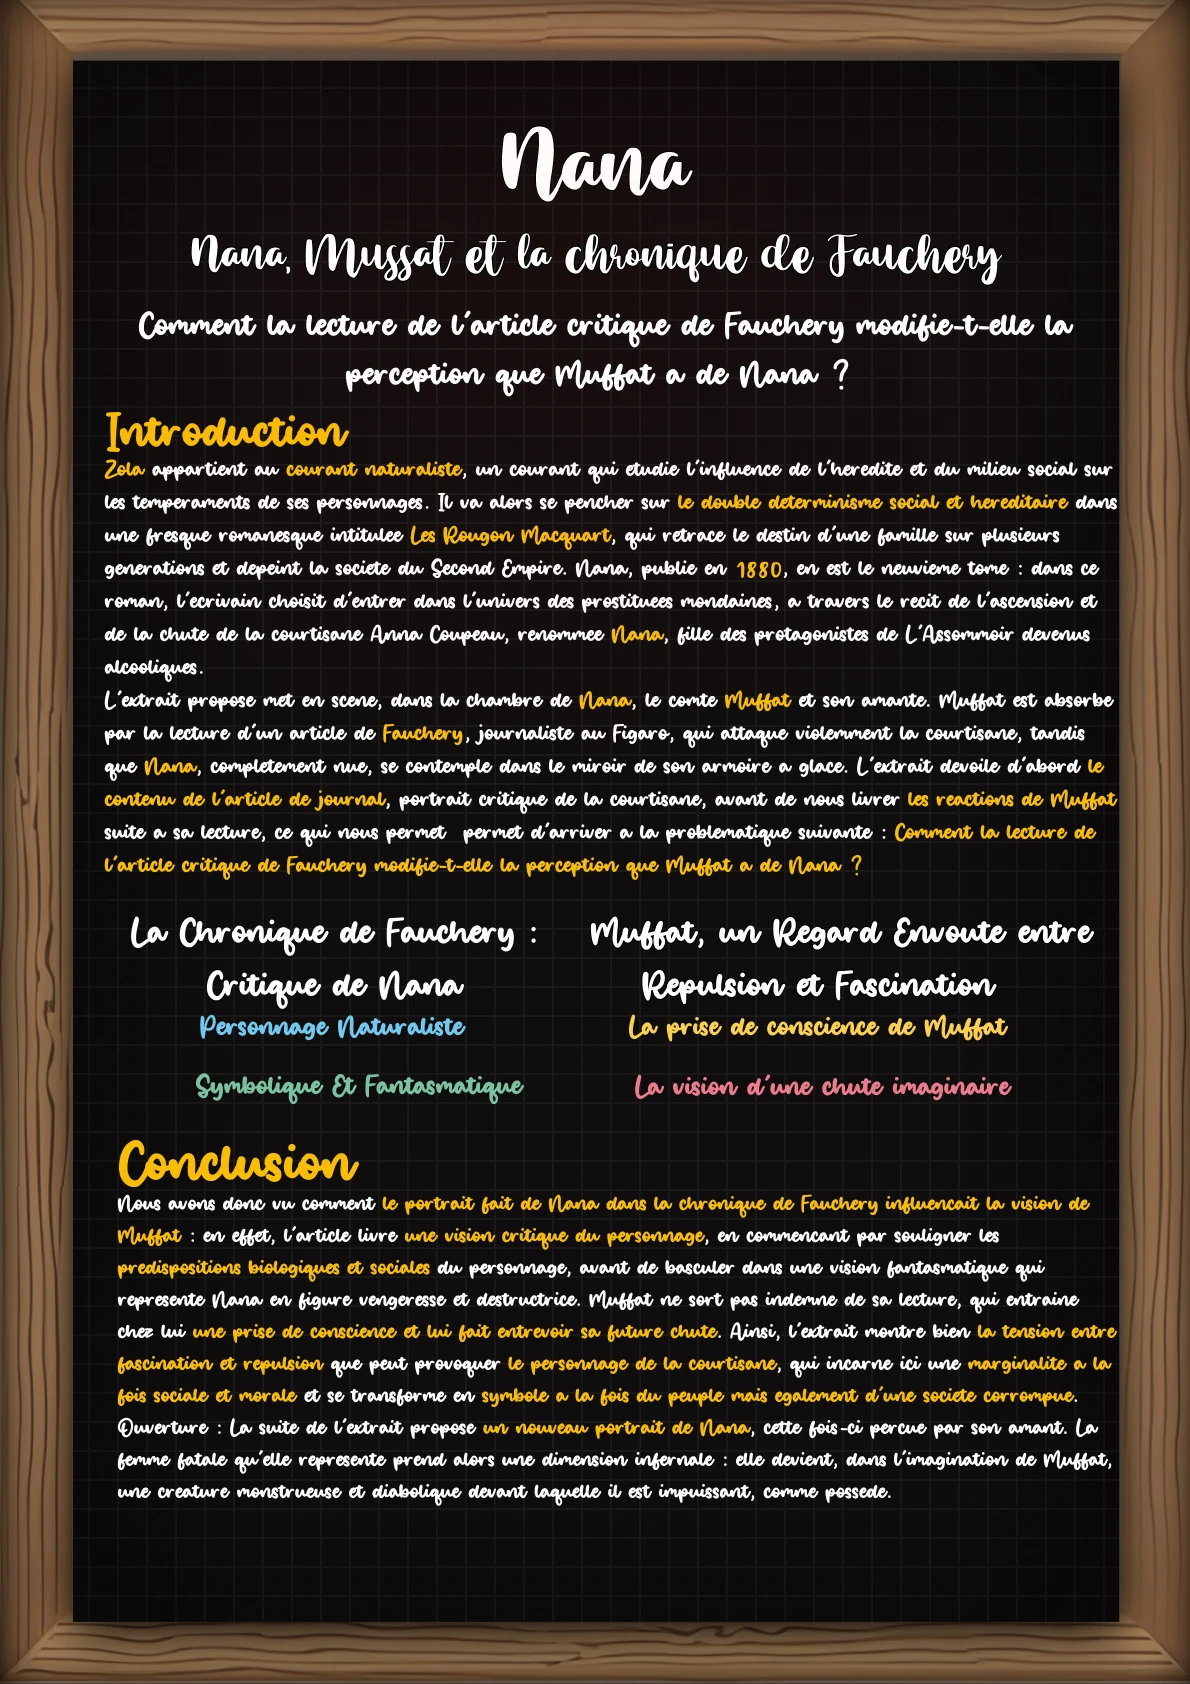 Nana
Nana, Mussat et la chronique de Fauchery
Comment la lecture de l'article critique de Fauchery modifie-t-elle la
perception que Muffat a de Nana ?
Introduction
Zola appartient au courant naturaliste, un courant qui etudie l'influence de l'heredite et du milieu social sur
les temperaments de ses personnages. Il va alors se pencher sur le double determinisme social et hereditaire dans
une fresque romanesque intitulee Les Rougon Macquart, qui retrace le destin d'une famille sur plusieurs
generations et depeint la societe du Second Empire. Nana, publie en 1880, en est le neuvieme tome : dans ce
roman, l'ecrivain choisit d'entrer dans l'univers des prostituees mondaines, a travers le recit de l'ascension et
de la chute de la courtisane Anna Coupeau, renommee Nana, fille des protagonistes de L'Assommoir devenus
alcooliques.
L'extrait propose met en scene, dans la chambre de Nana, le comte Muffat et son amante. Muffat est absorbe
par la lecture d'un article de Fauchery, journaliste au Figaro, qui attaque violemment la courtisane, tandis
que Nana, completement nue, se contemple dans le miroir de son armoire a glace. L'extrait devoile d'abord le
contenu de l'article de journal, portrait critique de la courtisane, avant de nous livrer les reactions de Muffat
suite a sa lecture, ce qui nous permet permet d'arriver a la problematique suivante : Comment la lecture de
l'article critique de Fauchery modifie-t-elle la perception que Muffat a de Nana ?
La Chronique de Fauchery :
Critique de Nana
Personnage Naturaliste
Symbolique Et Fantasmatique
Muffat, un Regard Envoute entre
Repulsion et Fascination
La prise de conscience de Muffat
La vision d'une chute imaginaire
Conclusion
Nous avons donc vu comment le portrait fait de Nana dans la chronique de Fauchery influencait la vision de
Muffat : en effet, l'article livre une vision critique du personnage, en commencant par souligner les
predispositions biologiques et sociales du personnage, avant de basculer dans une vision fantasmatique qui
represente Nana en figure vengeresse et destructrice. Muffat ne sort pas indemne de sa lecture, qui entraine
chez lui une prise de conscience et lui fait entrevoir sa future chute. Ainsi, l'extrait montre bien la tension entre
fascination et repulsion que peut provoquer le personnage de la courtisane, qui incarne ici une marginalite a la
fois sociale et morale et se transforme en symbole a la fois du peuple mais egalement d'une societe corrompue.
Ouverture : La suite de l'extrait propose un nouveau portrait de Nana, cette fois-ci percue par son amant. La
femme fatale qu'elle represente prend alors une dimension infernale : elle devient, dans l'imagination de Muffat,
une creature monstrueuse et diabolique devant laquelle il est impuissant, comme possede.